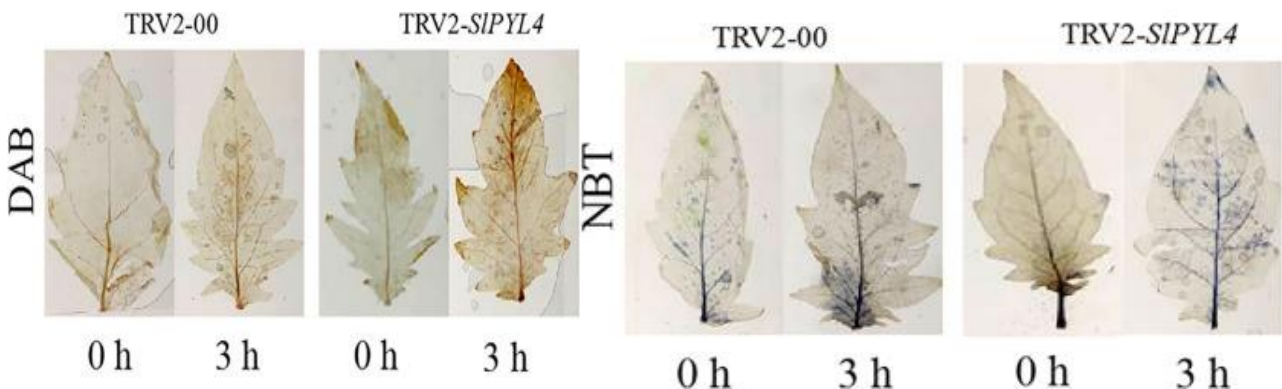 TRV2-00 TRV2-SlPYL4
DAB
0 h 3 h 0 h 3 h
TRV2-00 TRV2-SlPYL4
NBT
0 h 3 h 0 h 3 h